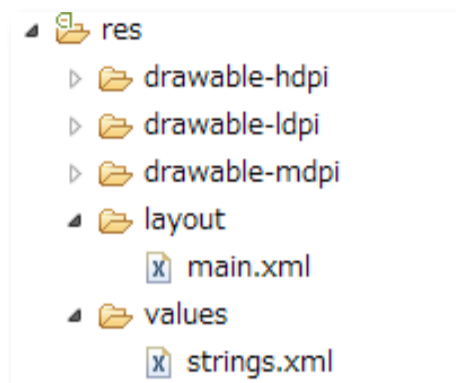 res
drawable-hdpi
drawable-ldpi
drawable-mdpi
layout
main.xml
values
strings.xml